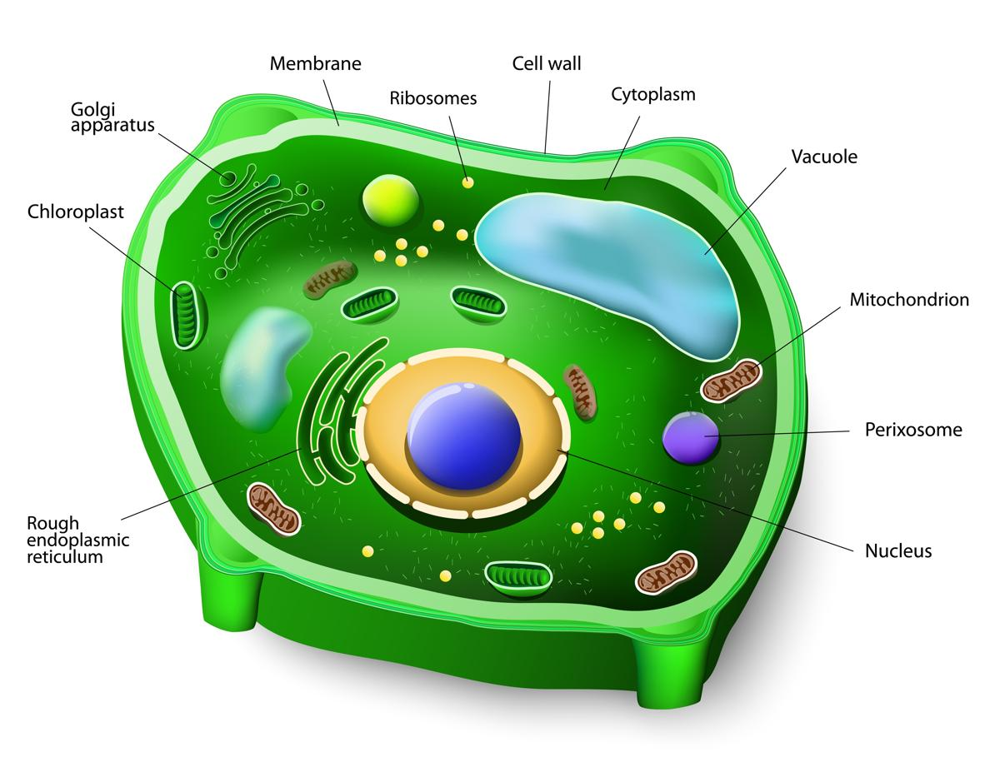 Membrane
Cell wall
Ribosomes
Cytoplasm
Golgi
apparatus
Vacuole
Chloroplast
Mitochondrion
Perixosome
Rough
endoplasmic
reticulum
Nucleus